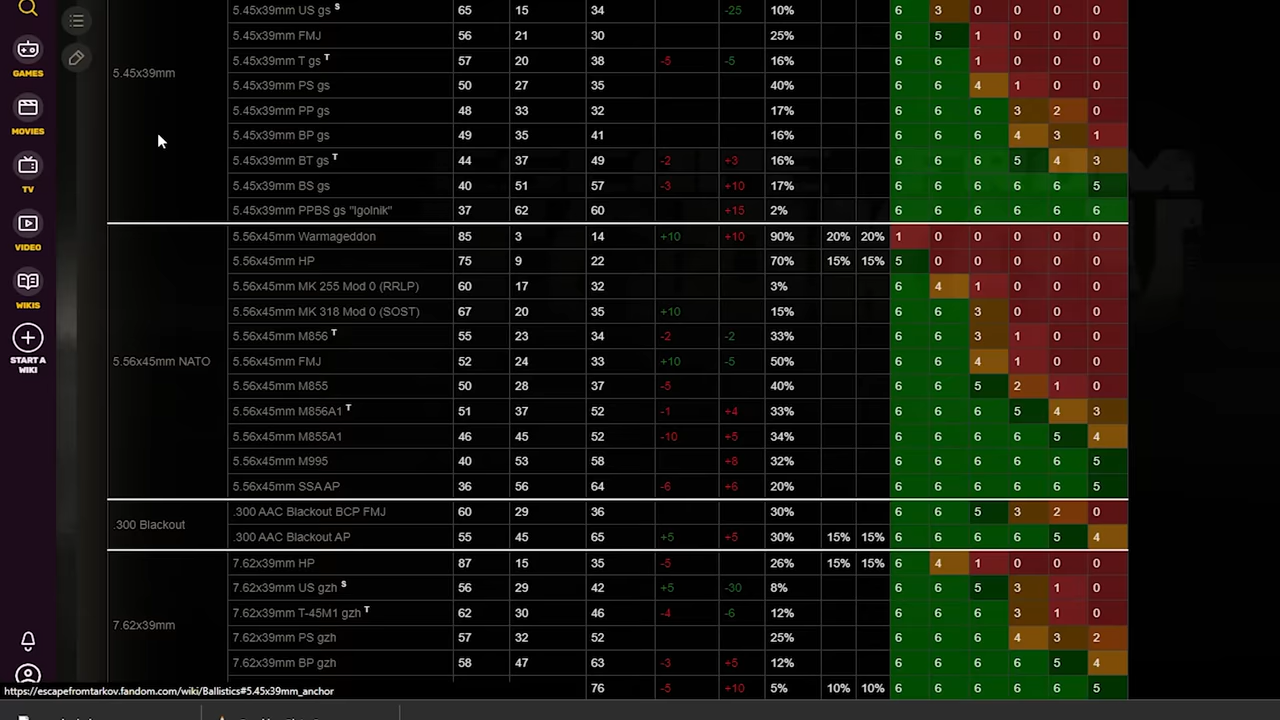 5.45x39mm US gs S 65 15 34 -25 10% 6 3 0 0 0 0
5.45x39mm FMJ 56 21 30 25% 6 5 1 0 0 0
GAMES
5.45x39mm T gs T 57 20 38 -5 -5 16% 6 6 1 0 0 0
5.45x39mm
5.45x39mm PS gs 50 27 35 40% 6 6 4 1 0 0
5.45x39mm PP gs 48 33 32 17% 6 6 6 3 2 0
MOVIES
5.45x39mm BP gs 49 35 41 16% 6 6 6 4 3 1
5.45x39mm BT gs T 44 37 49 -2 +3 16% 6 6 6 5 4 3
TV
5.45x39mm BS gs 40 51 57 -3 +10 17% 6 6 6 6 6 5
5.45x39mm PPBS gs "Igolnik" 37 62 60 +15 2% 6 6 6 6 6 6
5.56x45mm Warmageddon 85 3 14 +10 +10 90% 20% 20% 1 0 0 0 0 0
VIDEO
5.56x45mm HP 75 9 22 70% 15% 15% 5 0 0 0 0 0
5.56x45mm MK 255 Mod 0 (RRLP) 60 17 32 3% 6 4 1 0 0 0
WIKIS
5.56x45mm MK 318 Mod 0 (SOST) 67 20 35 +10 15% 6 6 3 0 0 0
5.56x45mm M856 T 55 23 34 -2 -2 33% 6 6 3 1 0 0
START A
WIKI
5.56x45mm NATO
5.56x45mm FMJ 52 24 33 +10 -5 50% 6 6 4 1 0 0
5.56x45mm M855 50 28 37 -5 40% 6 6 5 2 1 0
5.56x45mm M856A1 T 51 37 52 -1 +4 33% 6 6 6 5 4 3
5.56x45mm M855A1 46 45 52 -10 +5 34% 6 6 6 6 5 4
5.56x45mm M995 40 53 58 +8 32% 6 6 6 6 6 5
5.56x45mm SSA AP 36 56 64 -6 +6 20% 6 6 6 6 6 5
.300 Blackout
.300 AAC Blackout BCP FMJ 60 29 36 30% 6 6 5 3 2 0
.300 AAC Blackout AP 55 45 65 +5 +5 30% 15% 15% 6 6 6 6 5 4
7.62x39mm HP 87 15 35 -5 26% 15% 15% 6 4 1 0 0 0
7.62x39mm US gzh S 56 29 42 +5 -30 8% 6 6 5 3 1 0
7.62x39mm T-45M1 gzh T 62 30 46 -4 -6 12% 6 6 6 3 1 0
7.62x39mm
7.62x39mm PS gzh 57 32 52 25% 6 6 6 4 3 2
7.62x39mm BP gzh 58 47 63 -3 +5 12% 6 6 6 6 5 4
https://escapefromtarkov.fandom.com/wiki/Ballistics#5.45x39mm_anchor
76 -5 +10 5% 10% 10% 6 6 6 6 6 5